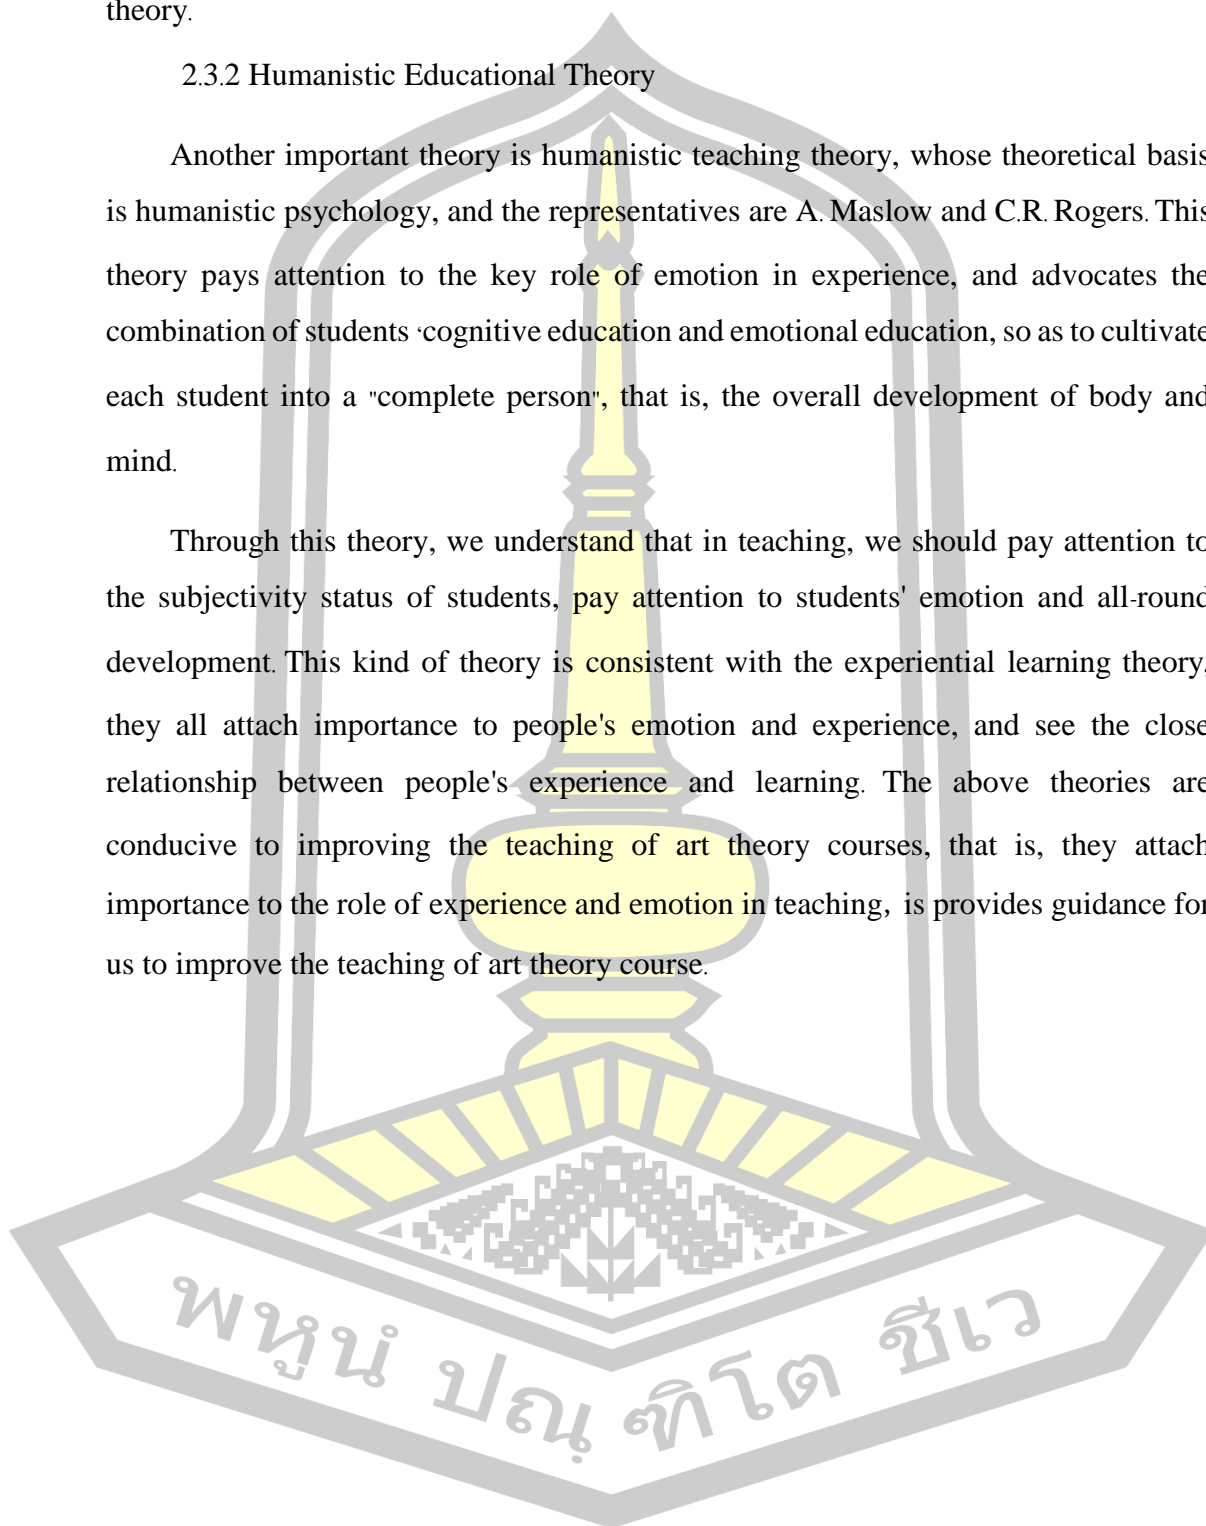 theory.
2.3.2 Humanistic Educational Theory
Another important theory is humanistic teaching theory, whose theoretical basis
is humanistic psychology, and the representatives are A. Maslow and C.R. Rogers. This
theory pays attention to the key role of emotion in experience, and advocates the
combination of students ‘cognitive education and emotional education, so as to cultivate
each student into a "complete person", that is, the overall development of body and
mind.
Through this theory, we understand that in teaching, we should pay attention to
the subjectivity status of students, pay attention to students' emotion and all-round
development. This kind of theory is consistent with the experiential learning theory,
they all attach importance to people's emotion and experience, and see the close
relationship between people's experience and learning. The above theories are
conducive to improving the teaching of art theory courses, that is, they attach
importance to the role of experience and emotion in teaching, is provides guidance for
us to improve the teaching of art theory course.
พหูนํ ปณฺฑิโต ชีเว